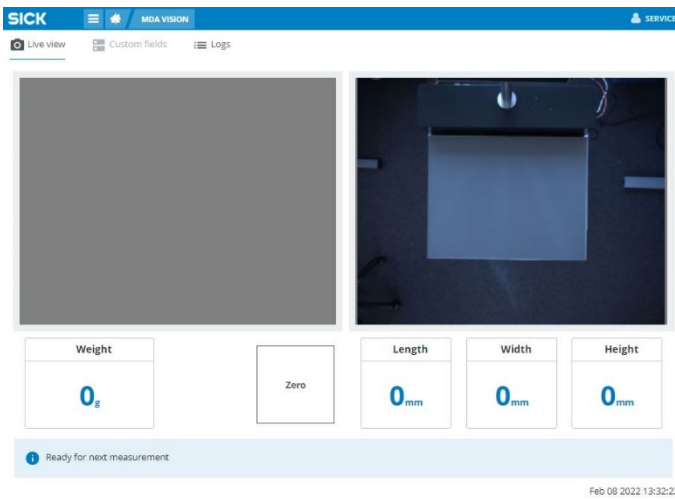 SICK MDA VISION SERVICE
Live view Custom fields Logs
Weight Length Width Height
0g Zero 0mm 0mm 0mm
Ready for next measurement
Feb 08 2022 13:32:2